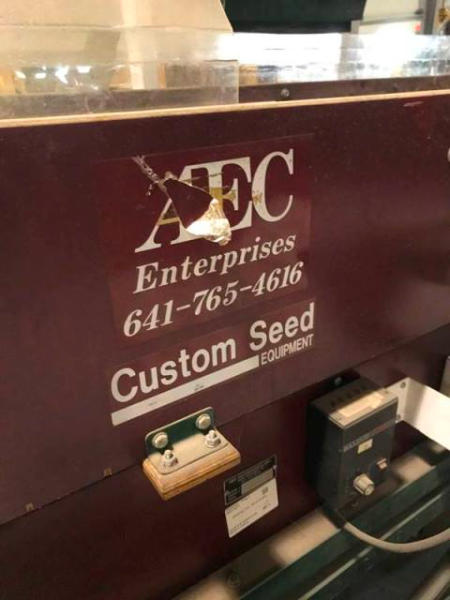 AEC
Enterprises
641-765-4616
Custom Seed
EQUIPMENT